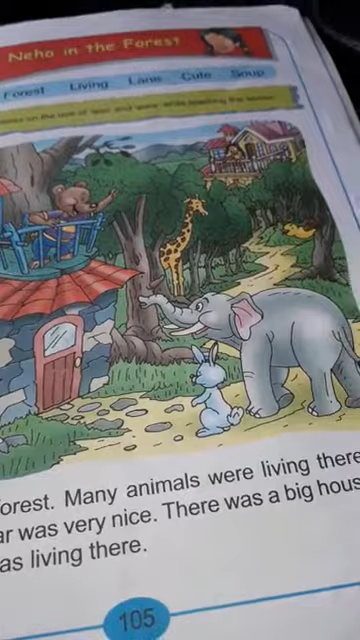 Neha in the Forest
Forest Living Lane Cute Soup
forest. Many animals were living there
ar was very nice. There was a big hous
as living there.
105